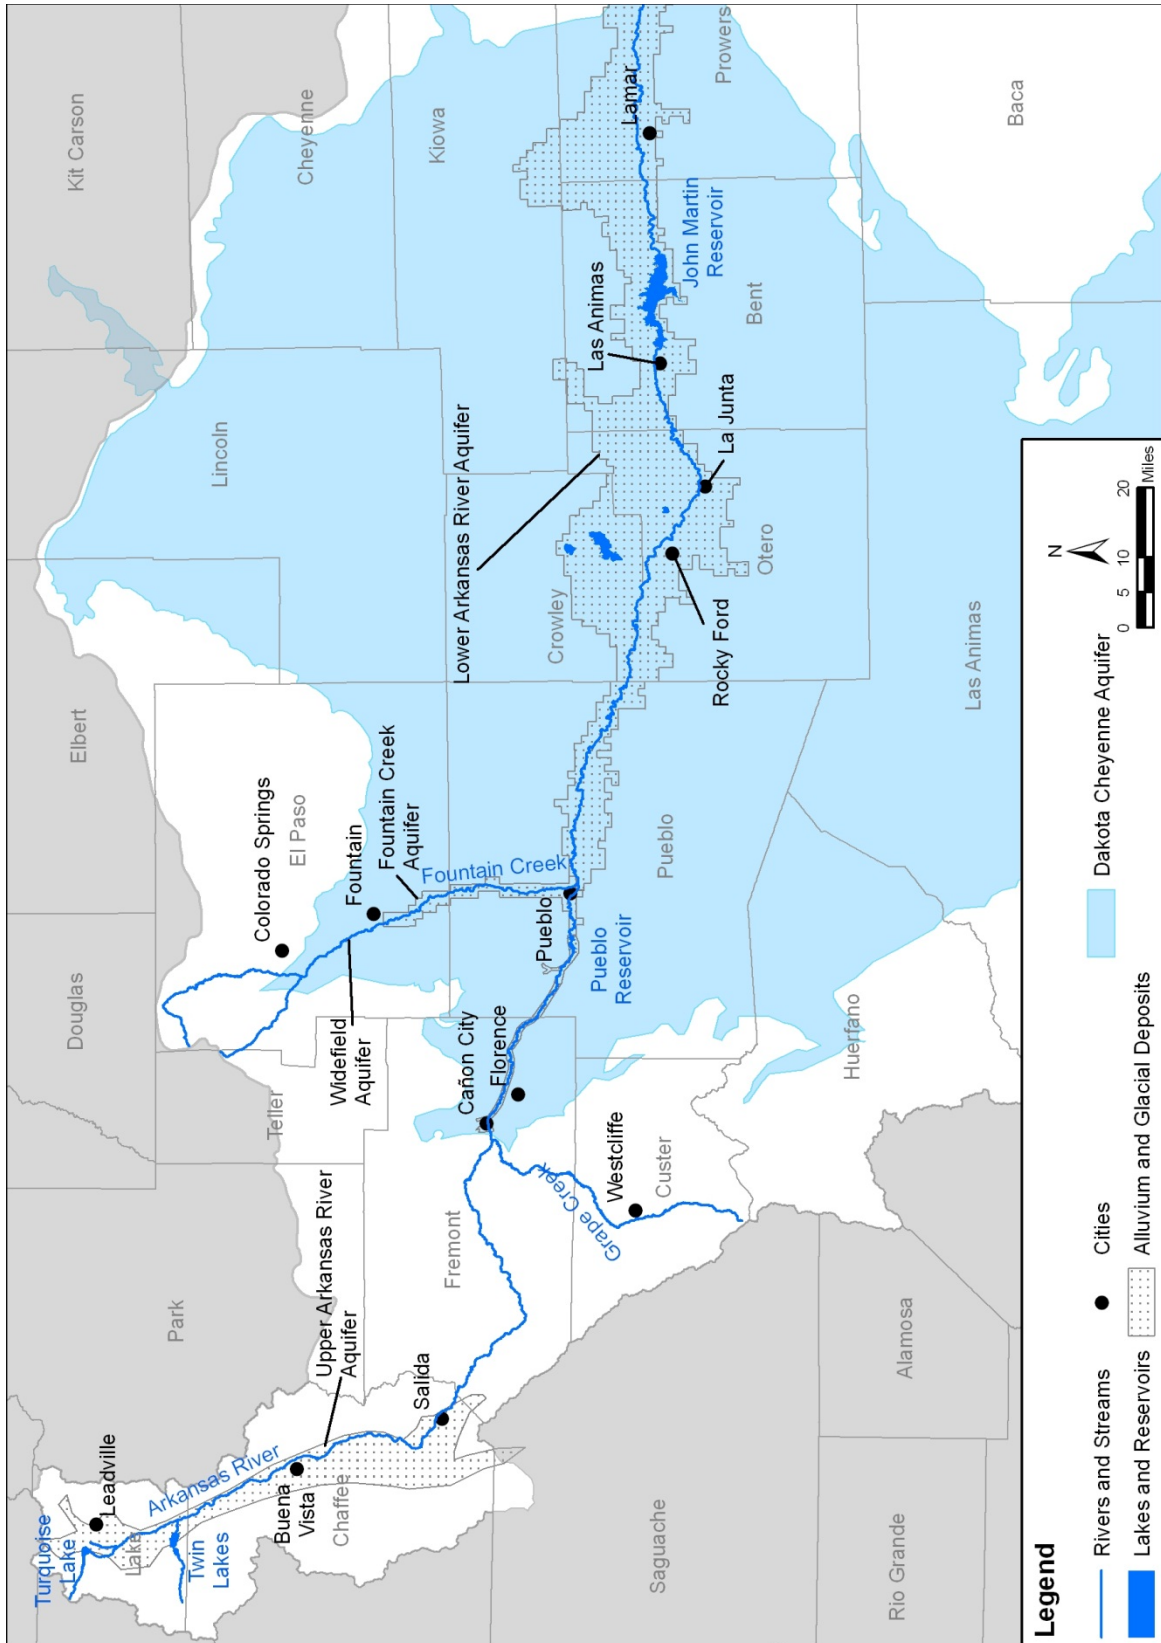 Kit Carson
Elbert
Douglas
Park
Turquoise
Lake
Leadville
Lake
Twin
Lakes
Arkansas River
Buena
Vista
Chaffee
Upper Arkansas River
Aquifer
Salida
Teller
Fremont
Widefield
Aquifer
Colorado Springs
El Paso
Fountain
Fountain Creek
Aquifer
Fountain Creek
Lincoln
Cheyenne
Kiowa
Cañon City
Florence
Grape Creek
Westcliffe
Custer
Pueblo
Pueblo
Reservoir
Pueblo
Crowley
Lower Arkansas River Aquifer
Rocky Ford
Otero
La Junta
Las Animas
John Martin
Reservoir
Bent
Lamar
Prowers
Baca
Las Animas
Huerfano
Saguache
Alamosa
Rio Grande
N
0 5 10 20
Miles
Legend
Rivers and Streams
Cities
Dakota Cheyenne Aquifer
Lakes and Reservoirs
Alluvium and Glacial Deposits